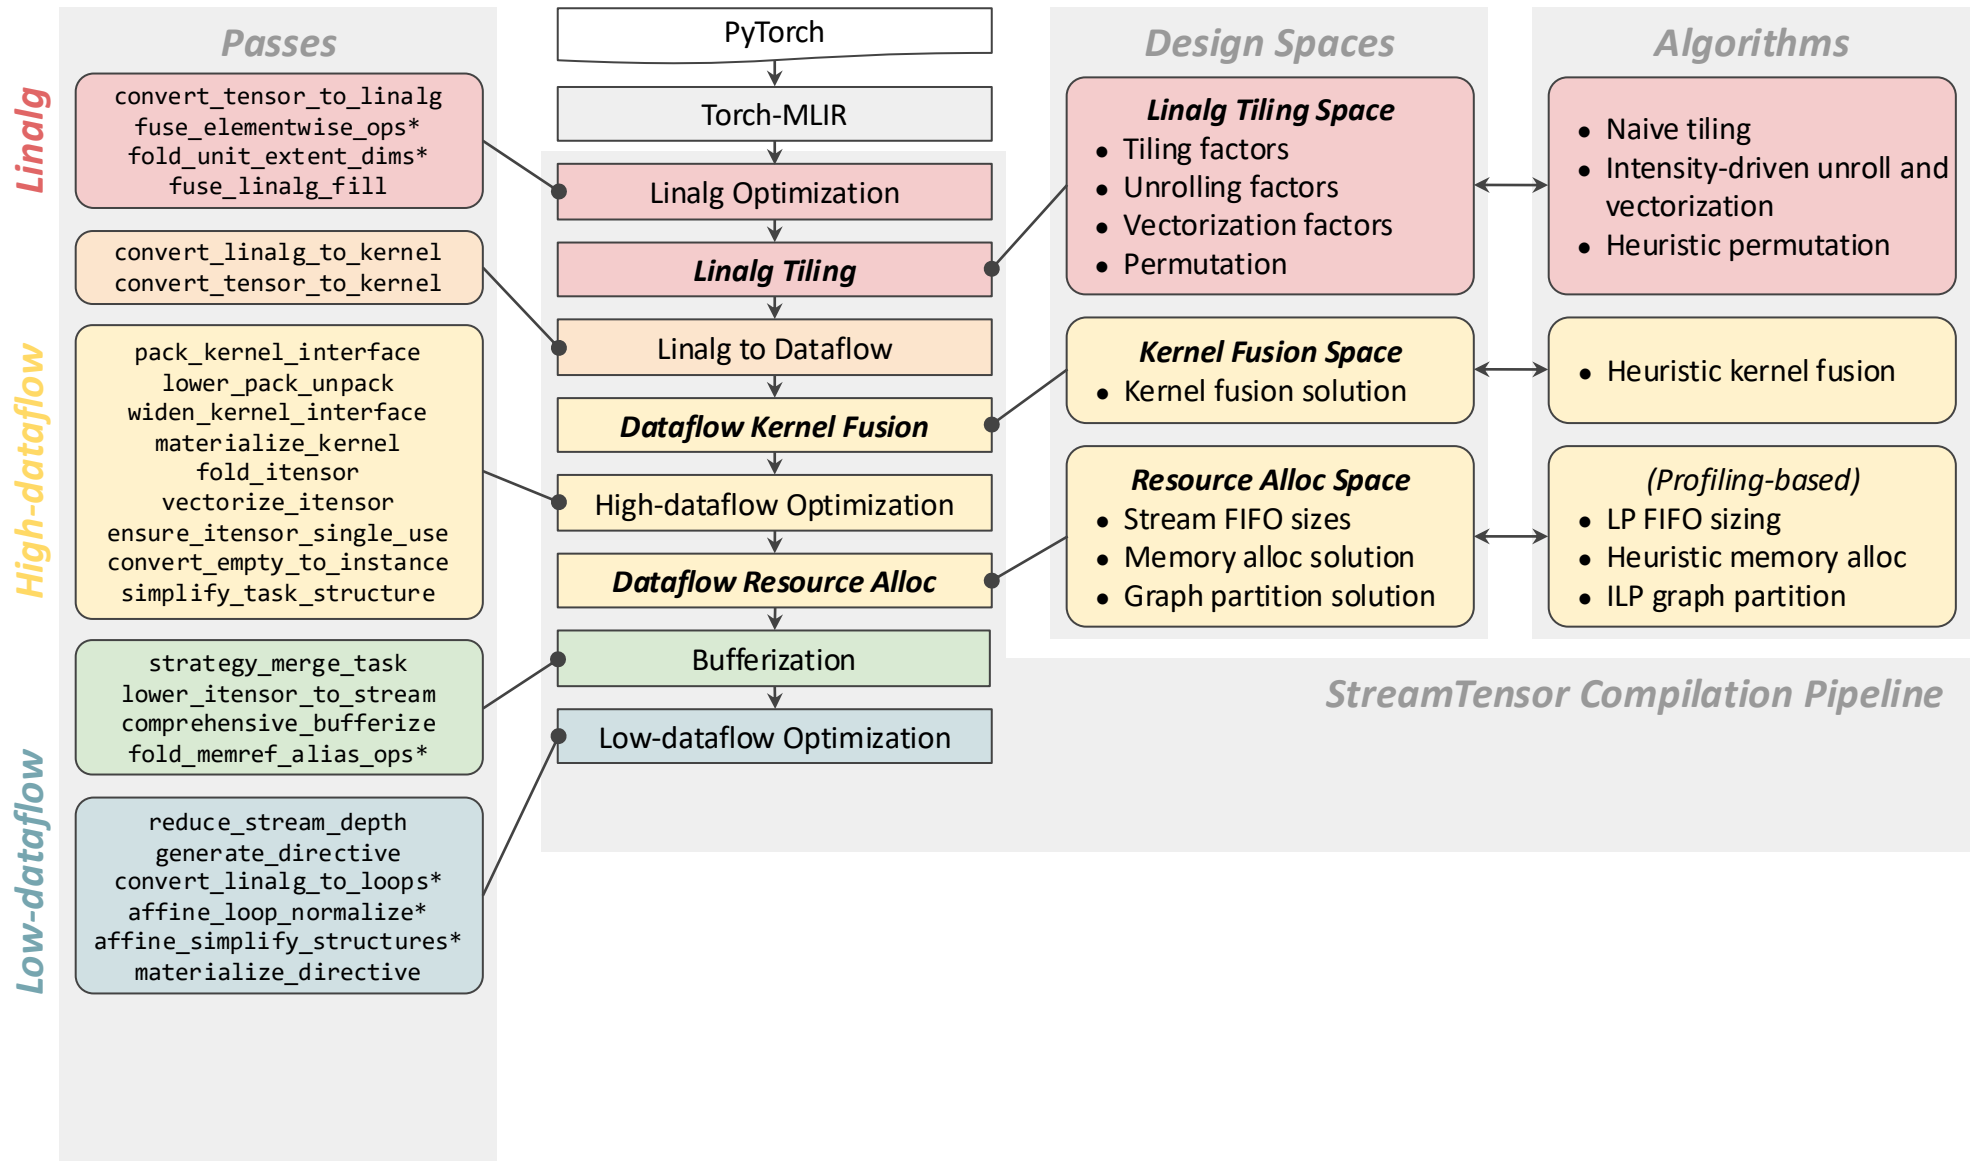 Passes
Linalg
convert_tensor_to_linalg
fuse_elementwise_ops*
fold_unit_extent_dims*
fuse_linalg_fill
convert_linalg_to_kernel
convert_tensor_to_kernel
High-dataflow
pack_kernel_interface
lower_pack_unpack
widen_kernel_interface
materialize_kernel
fold_itensor
vectorize_itensor
ensure_itensor_single_use
convert_empty_to_instance
simplify_task_structure
strategy_merge_task
lower_itensor_to_stream
comprehensive_bufferize
fold_memref_alias_ops*
Low-dataflow
reduce_stream_depth
generate_directive
convert_linalg_to_loops*
affine_loop_normalize*
affine_simplify_structures*
materialize_directive
PyTorch
Torch-MLIR
Linalg Optimization
Linalg Tiling
Linalg to Dataflow
Dataflow Kernel Fusion
High-dataflow Optimization
Dataflow Resource Alloc
Bufferization
Low-dataflow Optimization
Design Spaces
Linalg Tiling Space
• Tiling factors
• Unrolling factors
• Vectorization factors
• Permutation
Kernel Fusion Space
• Kernel fusion solution
Resource Alloc Space
• Stream FIFO sizes
• Memory alloc solution
• Graph partition solution
Algorithms
• Naive tiling
• Intensity-driven unroll and
vectorization
• Heuristic permutation
• Heuristic kernel fusion
(Profiling-based)
• LP FIFO sizing
• Heuristic memory alloc
• ILP graph partition
StreamTensor Compilation Pipeline